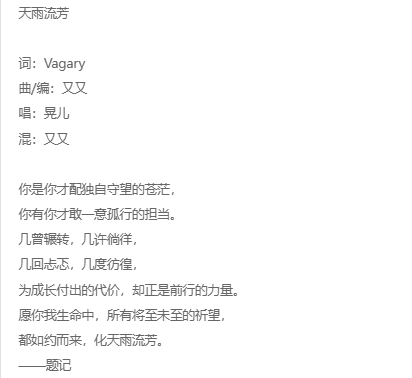 天雨流芳
词：Vagary
曲/编：又又
唱：晃儿
混：又又
你是你才配独自守望的苍茫，
你有你才敢一意孤行的担当。
几曾辗转，几许倘徉，
几回忐忑，几度彷徨，
为成长付出的代价，却正是前行的力量。
愿你我生命中，所有将至未至的祈望，
都如约而来，化天雨流芳。
——题记